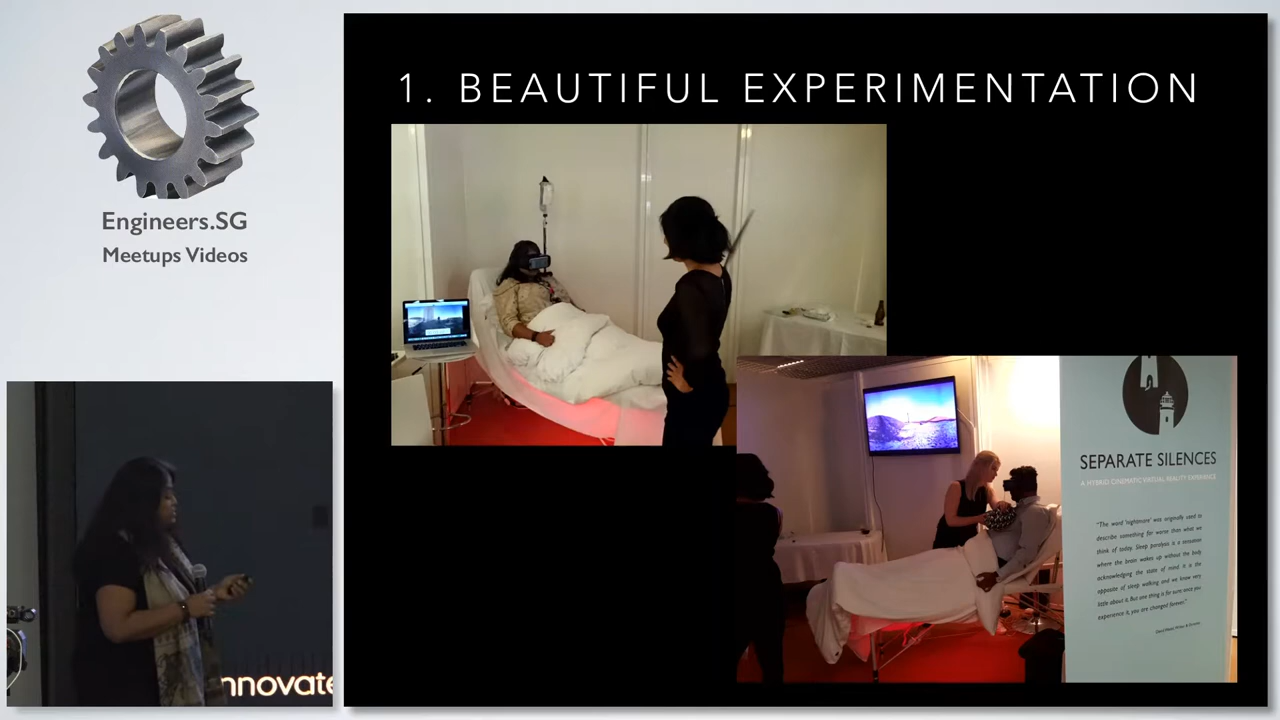 Engineers.SG
Meetups Videos
1. BEAUTIFUL EXPERIMENTATION
SEPARATE SILENCES
A HYBRID CINEMATIC VIRTUAL REALITY EXPERIENCE
"The word 'nightmare' was originally used to
describe something far worse than what we
think of today. Sleep paralysis is a sensation
where the brain wakes up without the body
acknowledging the state of mind. It is the
opposite of sleep walking and we know very
little about it. But one thing is for sure: once you
experience it, you are changed forever."
nnovate